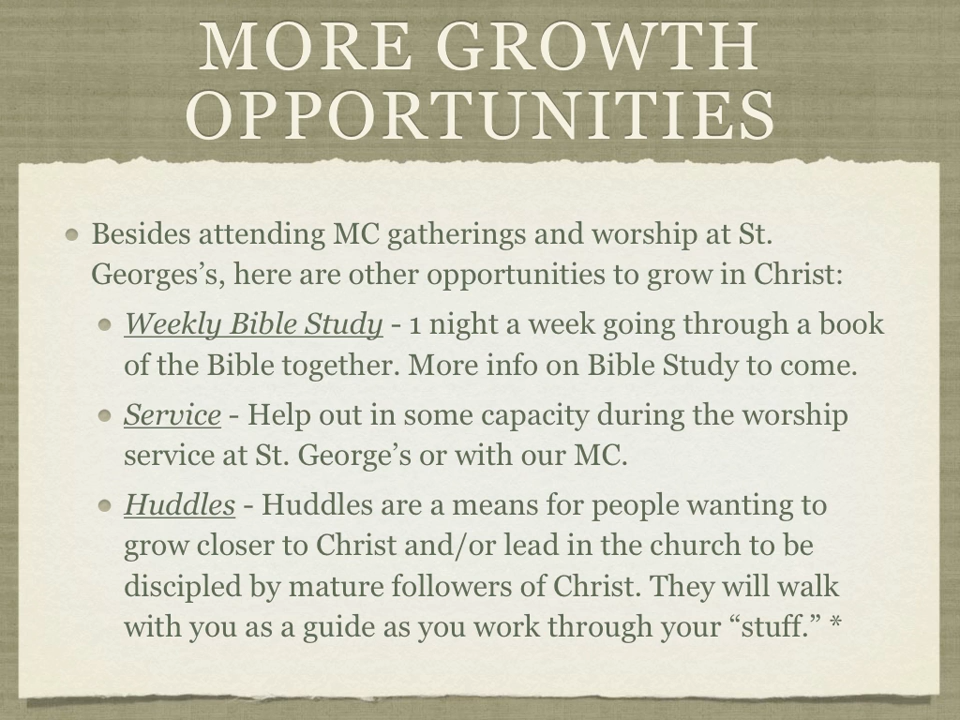 MORE GROWTH
OPPORTUNITIES
Besides attending MC gatherings and worship at St.
Georges’s, here are other opportunities to grow in Christ:
Weekly Bible Study - 1 night a week going through a book
of the Bible together. More info on Bible Study to come.
Service - Help out in some capacity during the worship
service at St. George’s or with our MC.
Huddles - Huddles are a means for people wanting to
grow closer to Christ and/or lead in the church to be
discipled by mature followers of Christ. They will walk
with you as a guide as you work through your “stuff.” *